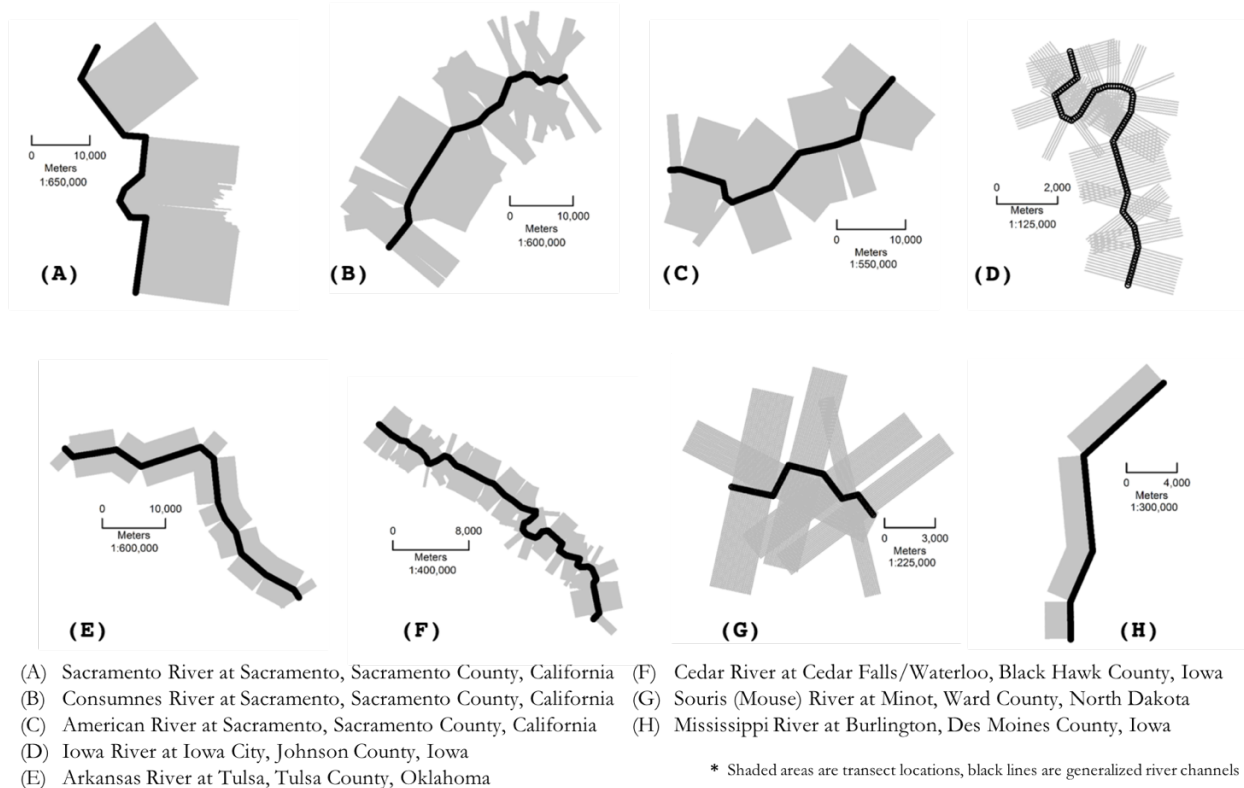 0 10,000
Meters
1:650,000
(A)
0 10,000
Meters
1:600,000
(B)
0 10,000
Meters
1:550,000
(C)
0 2,000
Meters
1:125,000
(D)
0 10,000
Meters
1:600,000
(E)
0 8,000
Meters
1:400,000
(F)
0 3,000
Meters
1:225,000
(G)
0 4,000
Meters
1:300,000
(H)
(A) Sacramento River at Sacramento, Sacramento County, California
(B) Consumnes River at Sacramento, Sacramento County, California
(C) American River at Sacramento, Sacramento County, California
(D) Iowa River at Iowa City, Johnson County, Iowa
(E) Arkansas River at Tulsa, Tulsa County, Oklahoma
(F) Cedar River at Cedar Falls/Waterloo, Black Hawk County, Iowa
(G) Souris (Mouse) River at Minot, Ward County, North Dakota
(H) Mississippi River at Burlington, Des Moines County, Iowa
* Shaded areas are transect locations, black lines are generalized river channels